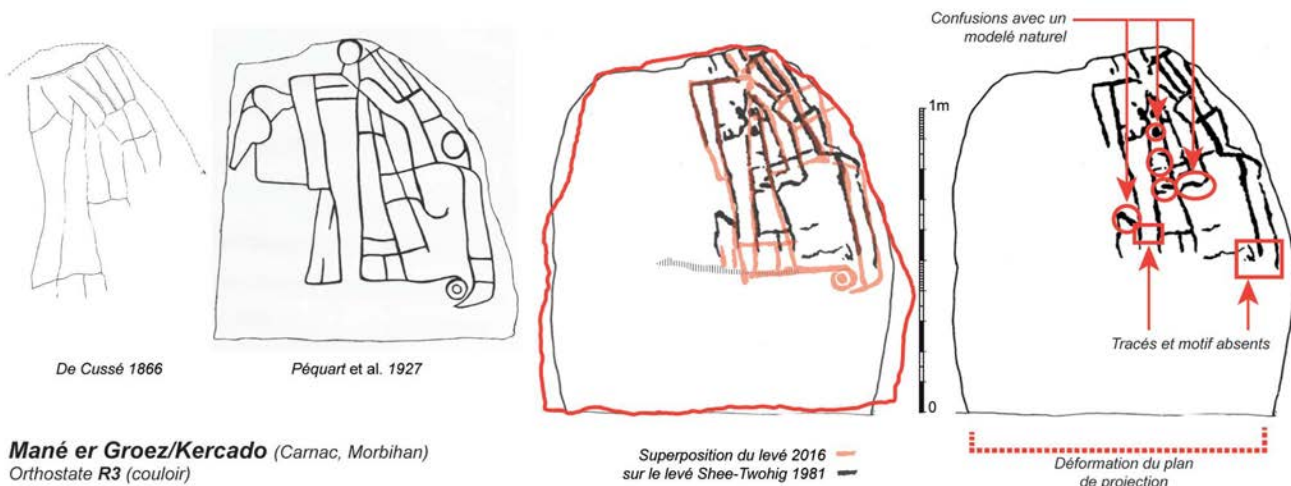 Confusions avec un
modelé naturel
1m
0
Tracés et motif absents
De Cussé 1866
Péquart et al. 1927
Mané er Groez/Kercado (Carnac, Morbihan)
Orthostate R3 (couloir)
Superposition du levé 2016
sur le levé Shee-Twohig 1981
Déformation du plan
de projection